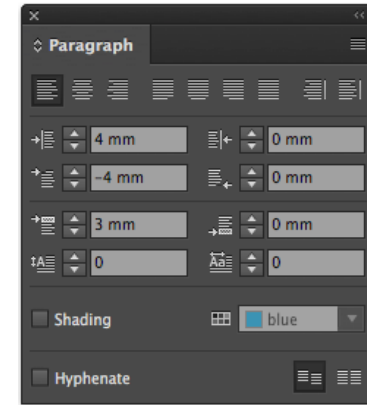 Paragraph
4 mm 0 mm
-4 mm 0 mm
3 mm 0 mm
0 0
Shading blue
Hyphenate